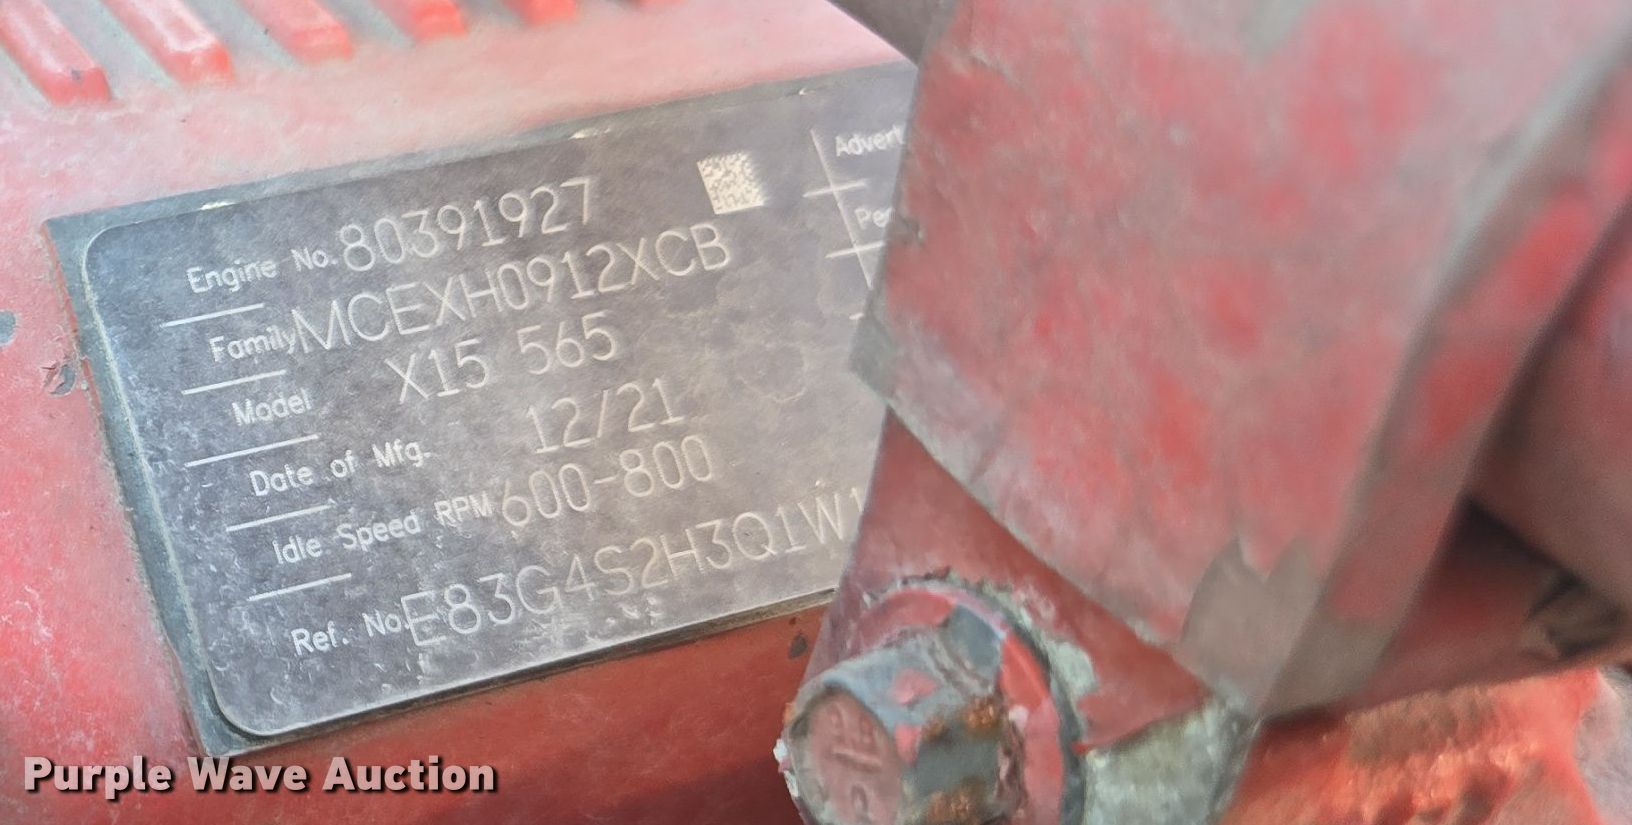 Engine No. 80391927
Advert
Family MCEXH0912XCB
Model X15 565
Date of Mfg. 12/21
Idle Speed RPM 600-800
Ref. No. E83G4S2H3Q1W1
Purple Wave Auction